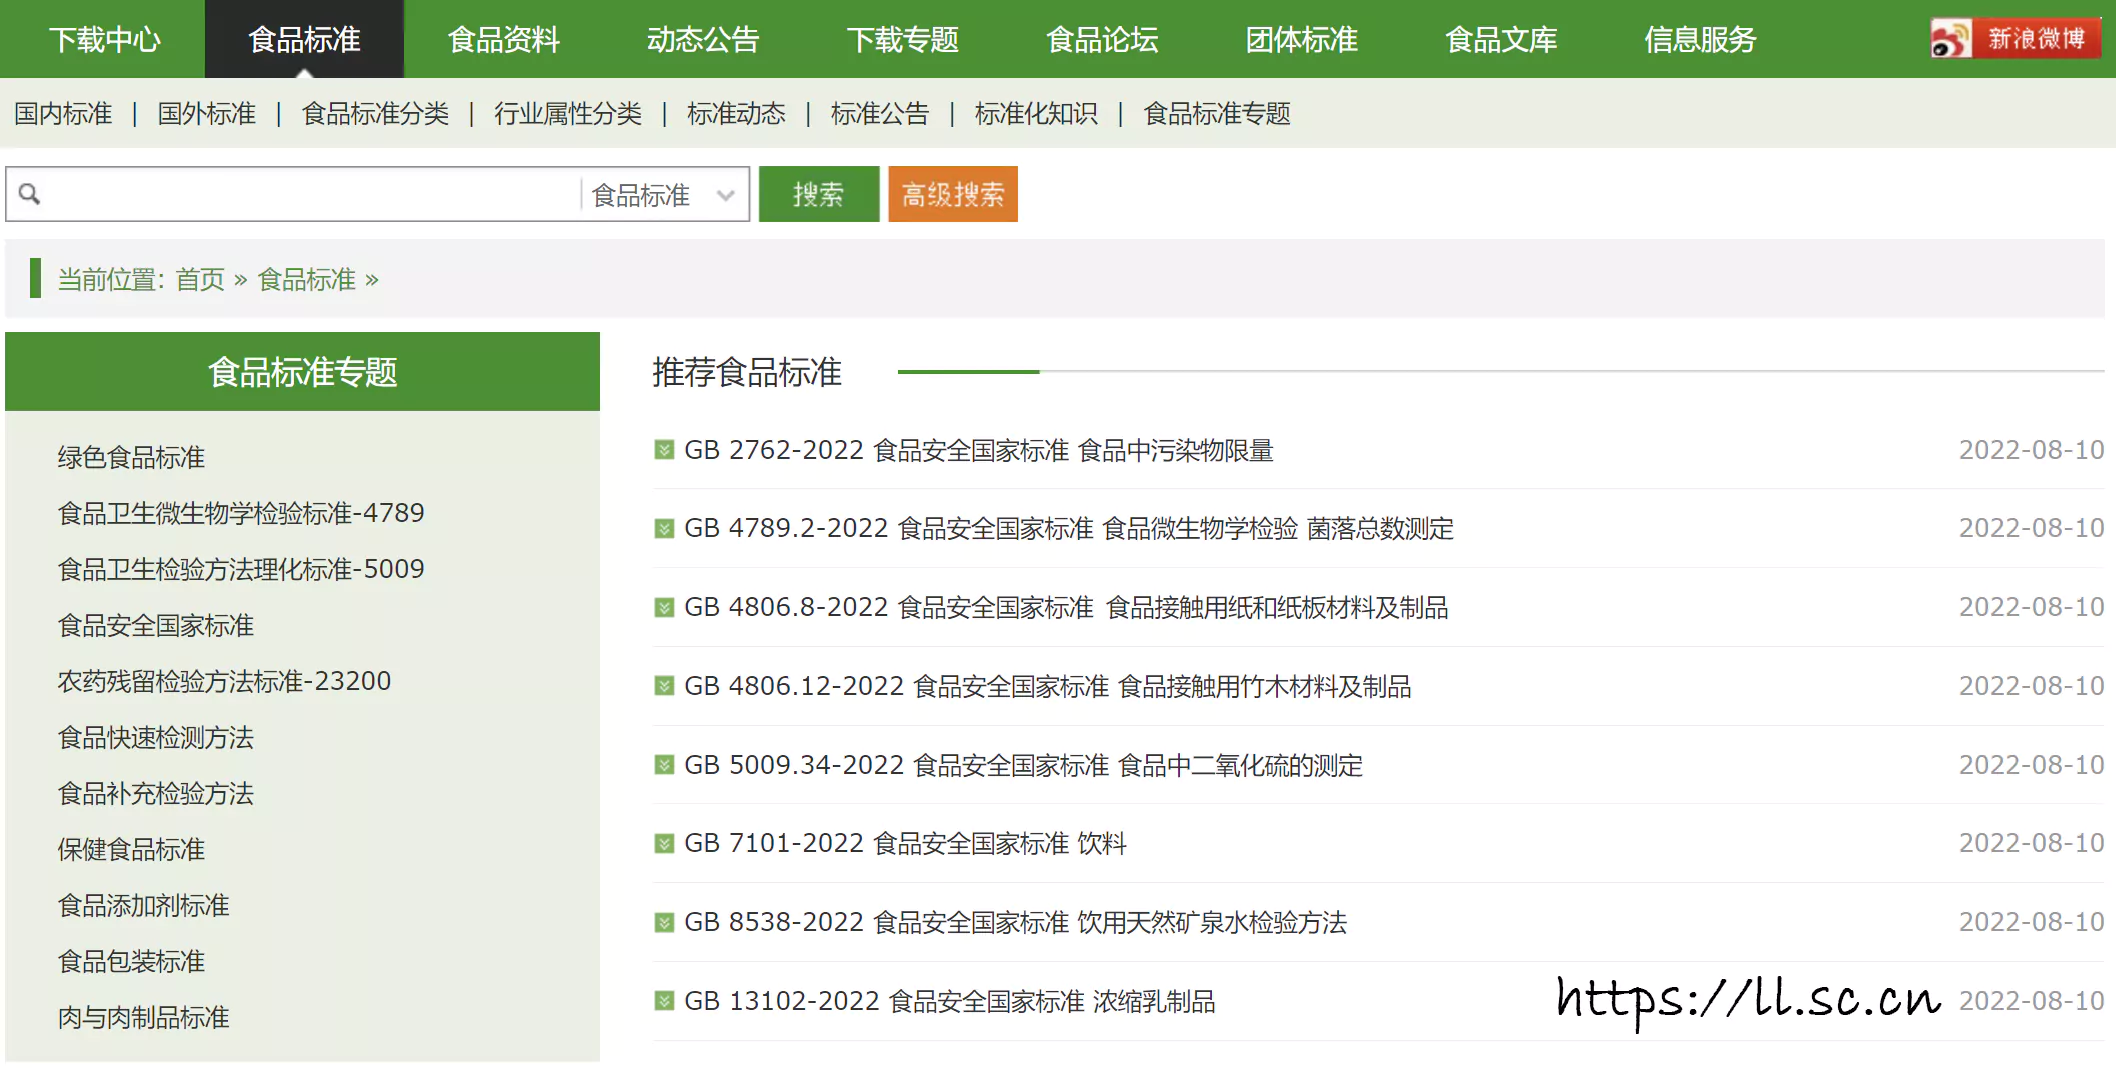 下载中心 食品标准 食品资料 动态公告 下载专题 食品论坛 团体标准 食品文库 信息服务 新浪微博
国内标准 | 国外标准 | 食品标准分类 | 行业属性分类 | 标准动态 | 标准公告 | 标准化知识 | 食品标准专题
食品标准 搜索 高级搜索
当前位置：首页 » 食品标准 »
食品标准专题
绿色食品标准
食品卫生微生物学检验标准-4789
食品卫生检验方法理化标准-5009
食品安全国家标准
农药残留检验方法标准-23200
食品快速检测方法
食品补充检验方法
保健食品标准
食品添加剂标准
食品包装标准
肉与肉制品标准
推荐食品标准
GB 2762-2022 食品安全国家标准 食品中污染物限量 2022-08-10
GB 4789.2-2022 食品安全国家标准 食品微生物学检验 菌落总数测定 2022-08-10
GB 4806.8-2022 食品安全国家标准 食品接触用纸和纸板材料及制品 2022-08-10
GB 4806.12-2022 食品安全国家标准 食品接触用竹木材料及制品 2022-08-10
GB 5009.34-2022 食品安全国家标准 食品中二氧化硫的测定 2022-08-10
GB 7101-2022 食品安全国家标准 饮料 2022-08-10
GB 8538-2022 食品安全国家标准 饮用天然矿泉水检验方法 2022-08-10
GB 13102-2022 食品安全国家标准 浓缩乳制品 2022-08-10
https://ll.sc.cn